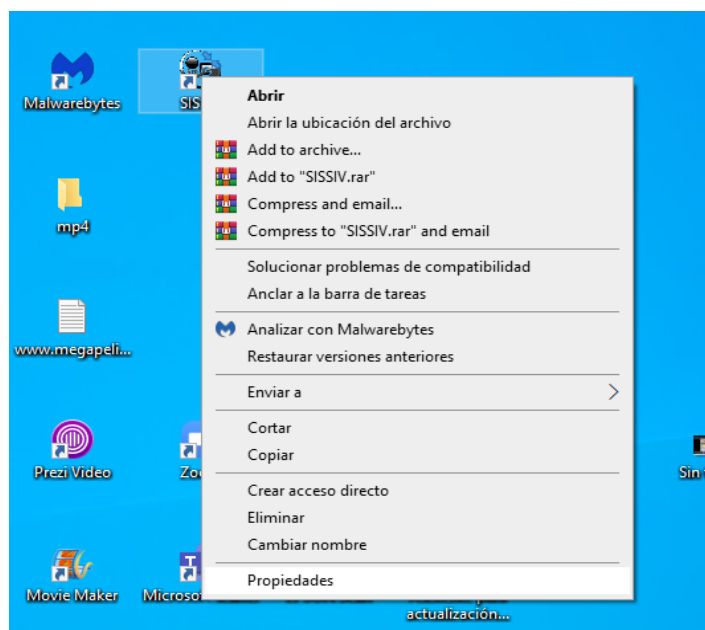 Malwarebytes
SIS
Abrir
Abrir la ubicación del archivo
Add to archive...
Add to "SISSIV.rar"
Compress and email...
Compress to "SISSIV.rar" and email
Solucionar problemas de compatibilidad
Anclar a la barra de tareas
Analizar con Malwarebytes
Restaurar versiones anteriores
Enviar a
Cortar
Copiar
Crear acceso directo
Eliminar
Cambiar nombre
Propiedades
mp4
www.megapeli...
Prezi Video
Zoo
Sin
Movie Maker
Microso
actualización...